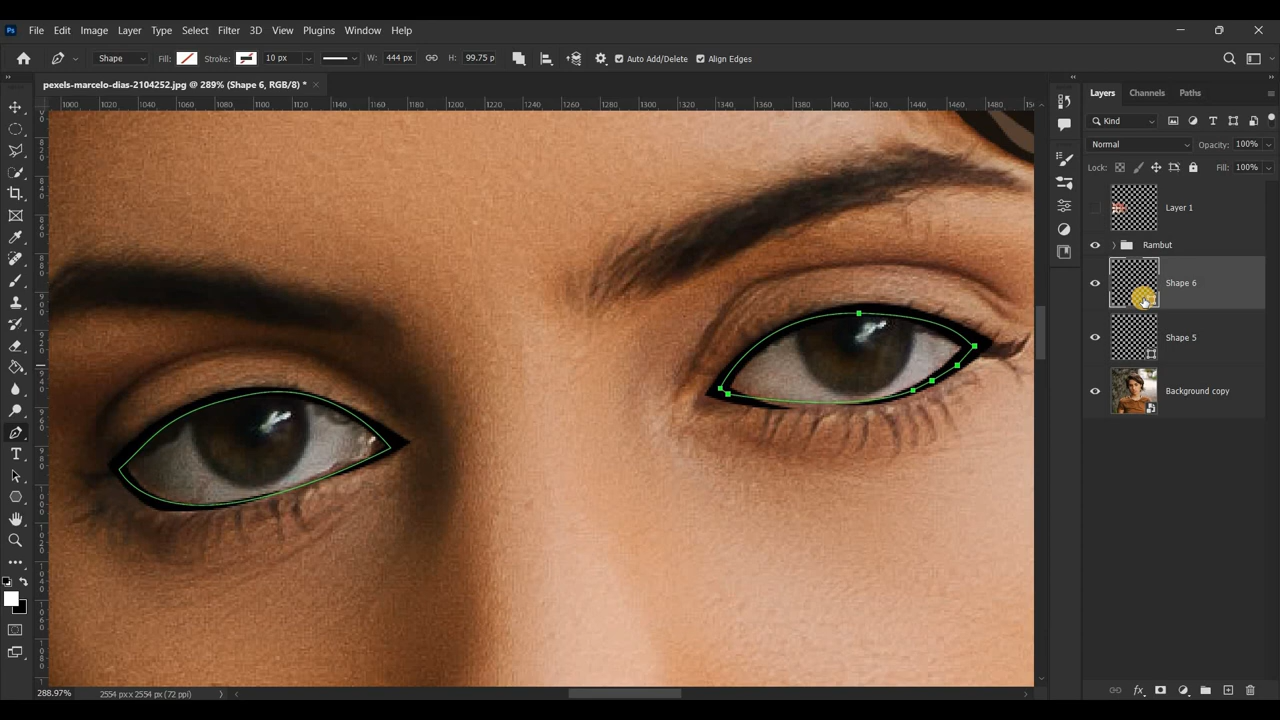 Ps File Edit Image Layer Type Select Filter 3D View Plugins Window Help
Shape Fill: Stroke: 10 px W: 444 px H: 99.75 p Auto Add/Delete Align Edges
pexels-marcelo-dias-2104252.jpg @ 289% (Shape 6, RGB/8) *
1000 1020 1040 1060 1080 1100 1120 1140 1160 1180 1200 1220 1240 1260 1280 1300 1320 1340 1360 1380 1400 1420 1440 1460 1480
Layers Channels Paths
Kind
Normal Opacity: 100%
Lock: Fill: 100%
Layer 1
Rambut
Shape 6
Shape 5
Background copy
288.97% 2554 px x 2554 px (72 ppi)
fx